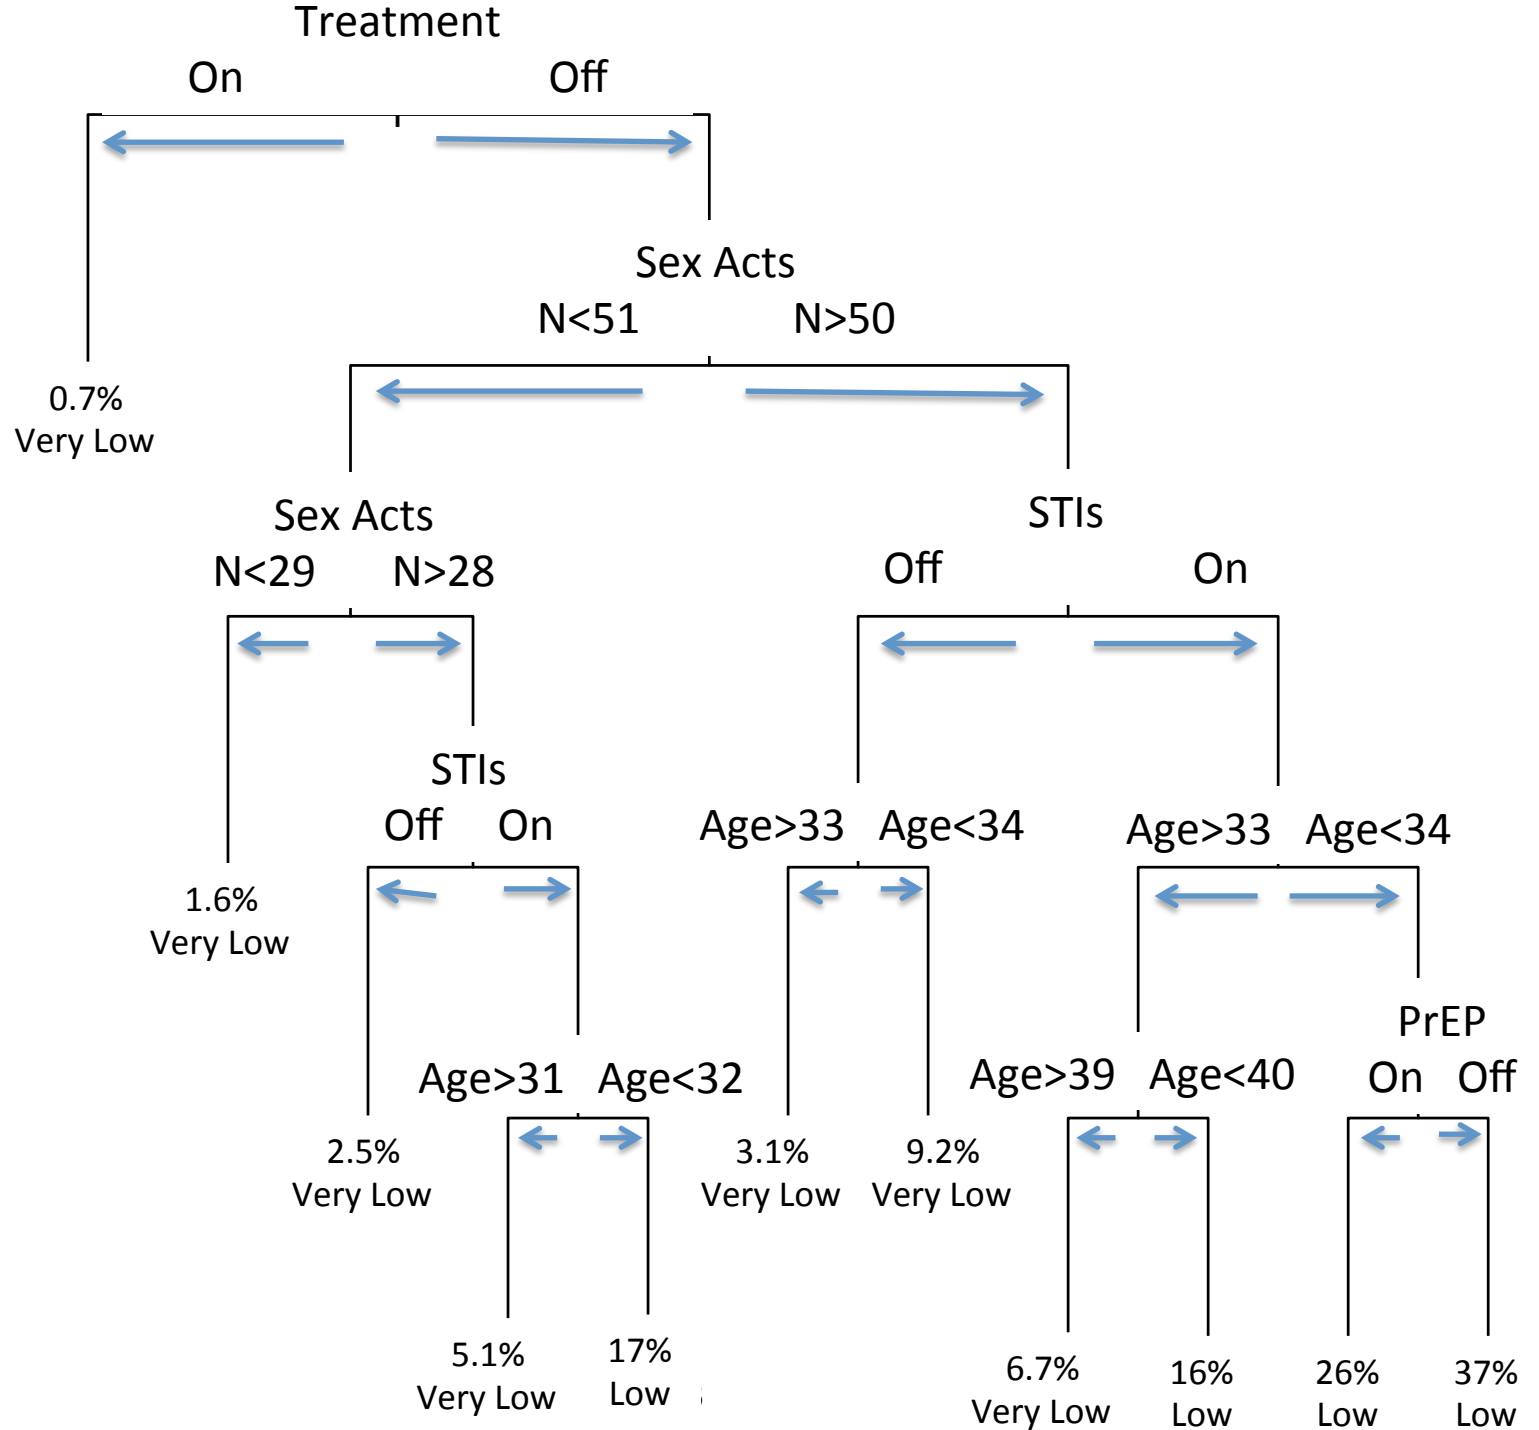 Treatment
On Off
Sex Acts
N<51 N>50
0.7%
Very Low
Sex Acts
N<29 N>28
STIs
Off On
STIs
Off On
1.6%
Very Low
Age>33 Age<34
Age>33 Age<34
PrEP
On Off
Age>31 Age<32
Age>39 Age<40
2.5%
Very Low
3.1%
Very Low
9.2%
Very Low
5.1%
Very Low
17%
Low
6.7%
Very Low
16%
Low
26%
Low
37%
Low